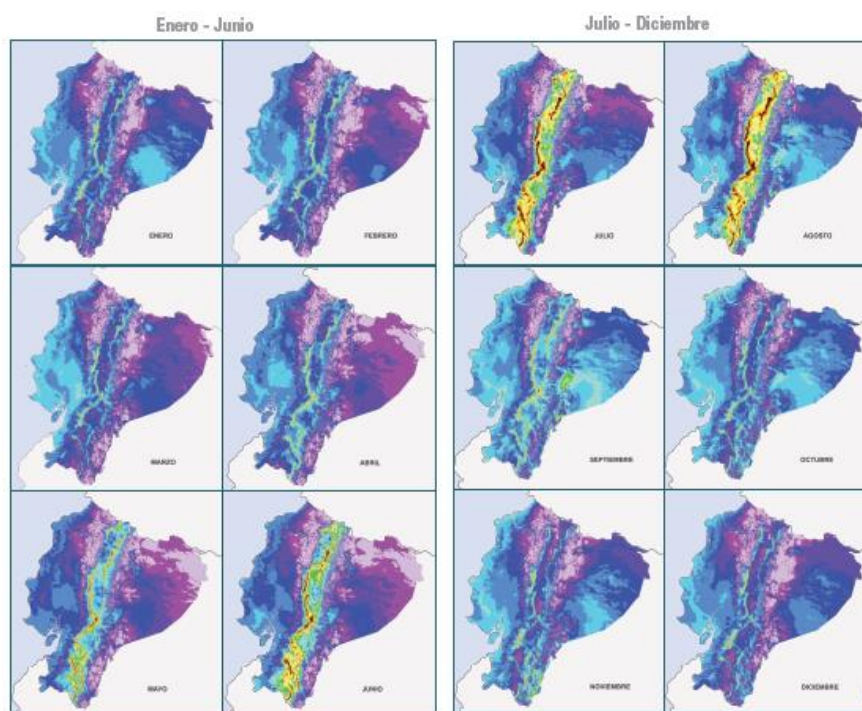 Enero - Junio
Julio - Diciembre
ENERO
FEBRERO
JULIO
AGOSTO
MARZO
ABRIL
SEPTIEMBRE
OCTUBRE
MAYO
JUNIO
NOVIEMBRE
DICIEMBRE